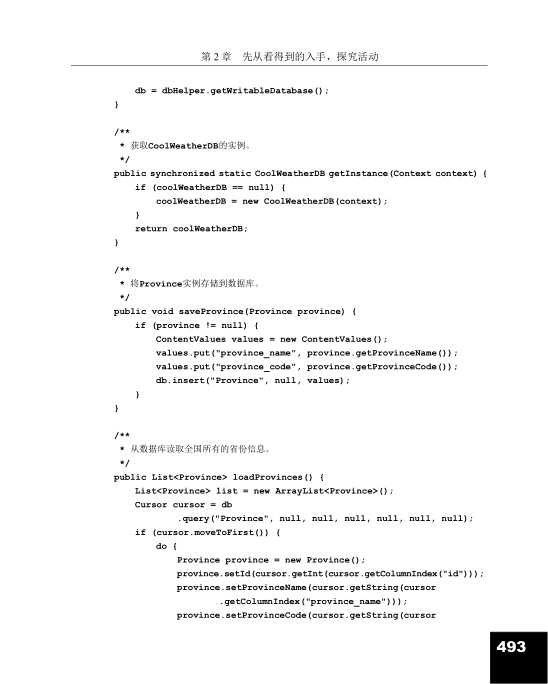 第 2 章　先从看得到的入手，探究活动
db = dbHelper.getWritableDatabase();
}
/**
* 获取CoolWeatherDB的实例。
*/
public synchronized static CoolWeatherDB getInstance(Context context) {
if (coolWeatherDB == null) {
coolWeatherDB = new CoolWeatherDB(context);
}
return coolWeatherDB;
}
/**
* 将Province实例存储到数据库。
*/
public void saveProvince(Province province) {
if (province != null) {
ContentValues values = new ContentValues();
values.put("province_name", province.getProvinceName());
values.put("province_code", province.getProvinceCode());
db.insert("Province", null, values);
}
}
/**
* 从数据库读取全国所有的省份信息。
*/
public List<Province> loadProvinces() {
List<Province> list = new ArrayList<Province>();
Cursor cursor = db
.query("Province", null, null, null, null, null, null);
if (cursor.moveToFirst()) {
do {
Province province = new Province();
province.setId(cursor.getInt(cursor.getColumnIndex("id")));
province.setProvinceName(cursor.getString(cursor
.getColumnIndex("province_name")));
province.setProvinceCode(cursor.getString(cursor
493